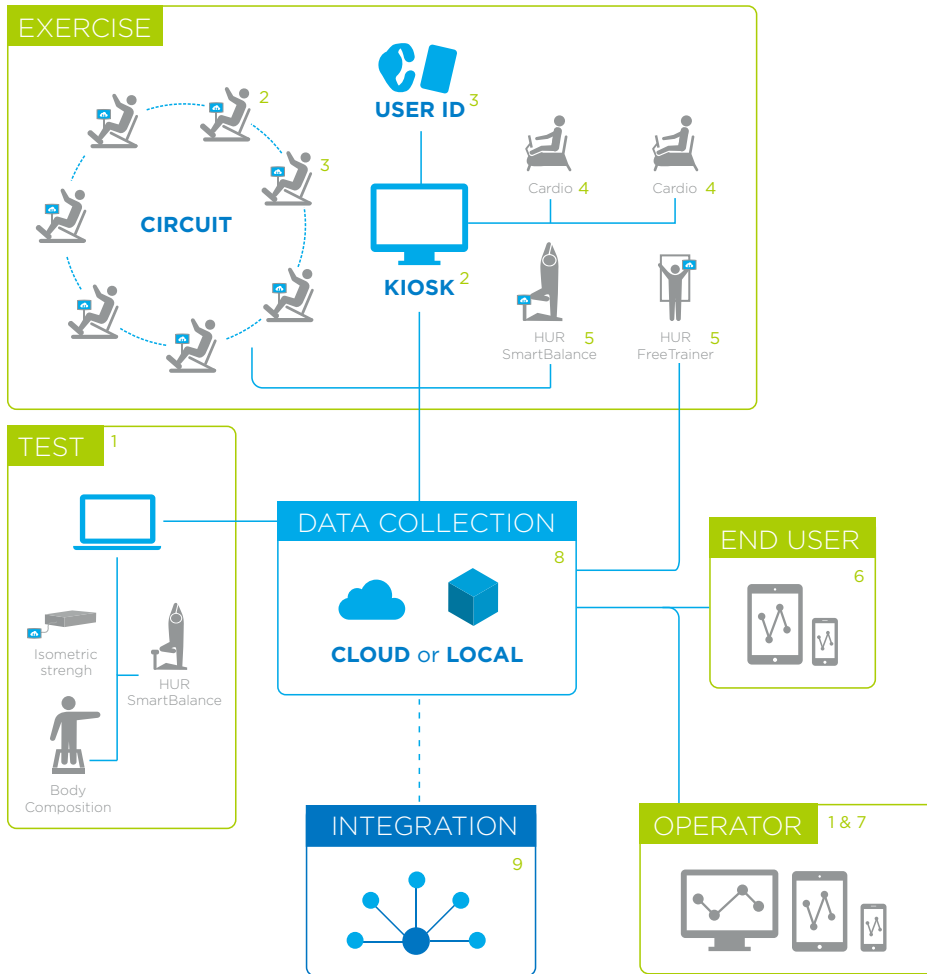 EXERCISE
2
USER ID 3
3
Cardio 4
Cardio 4
CIRCUIT
KIOSK 2
HUR 5
SmartBalance
HUR 5
FreeTrainer
TEST 1
DATA COLLECTION
8
CLOUD or LOCAL
END USER
6
Isometric
strengh
HUR
SmartBalance
Body
Composition
INTEGRATION
9
OPERATOR 1 & 7